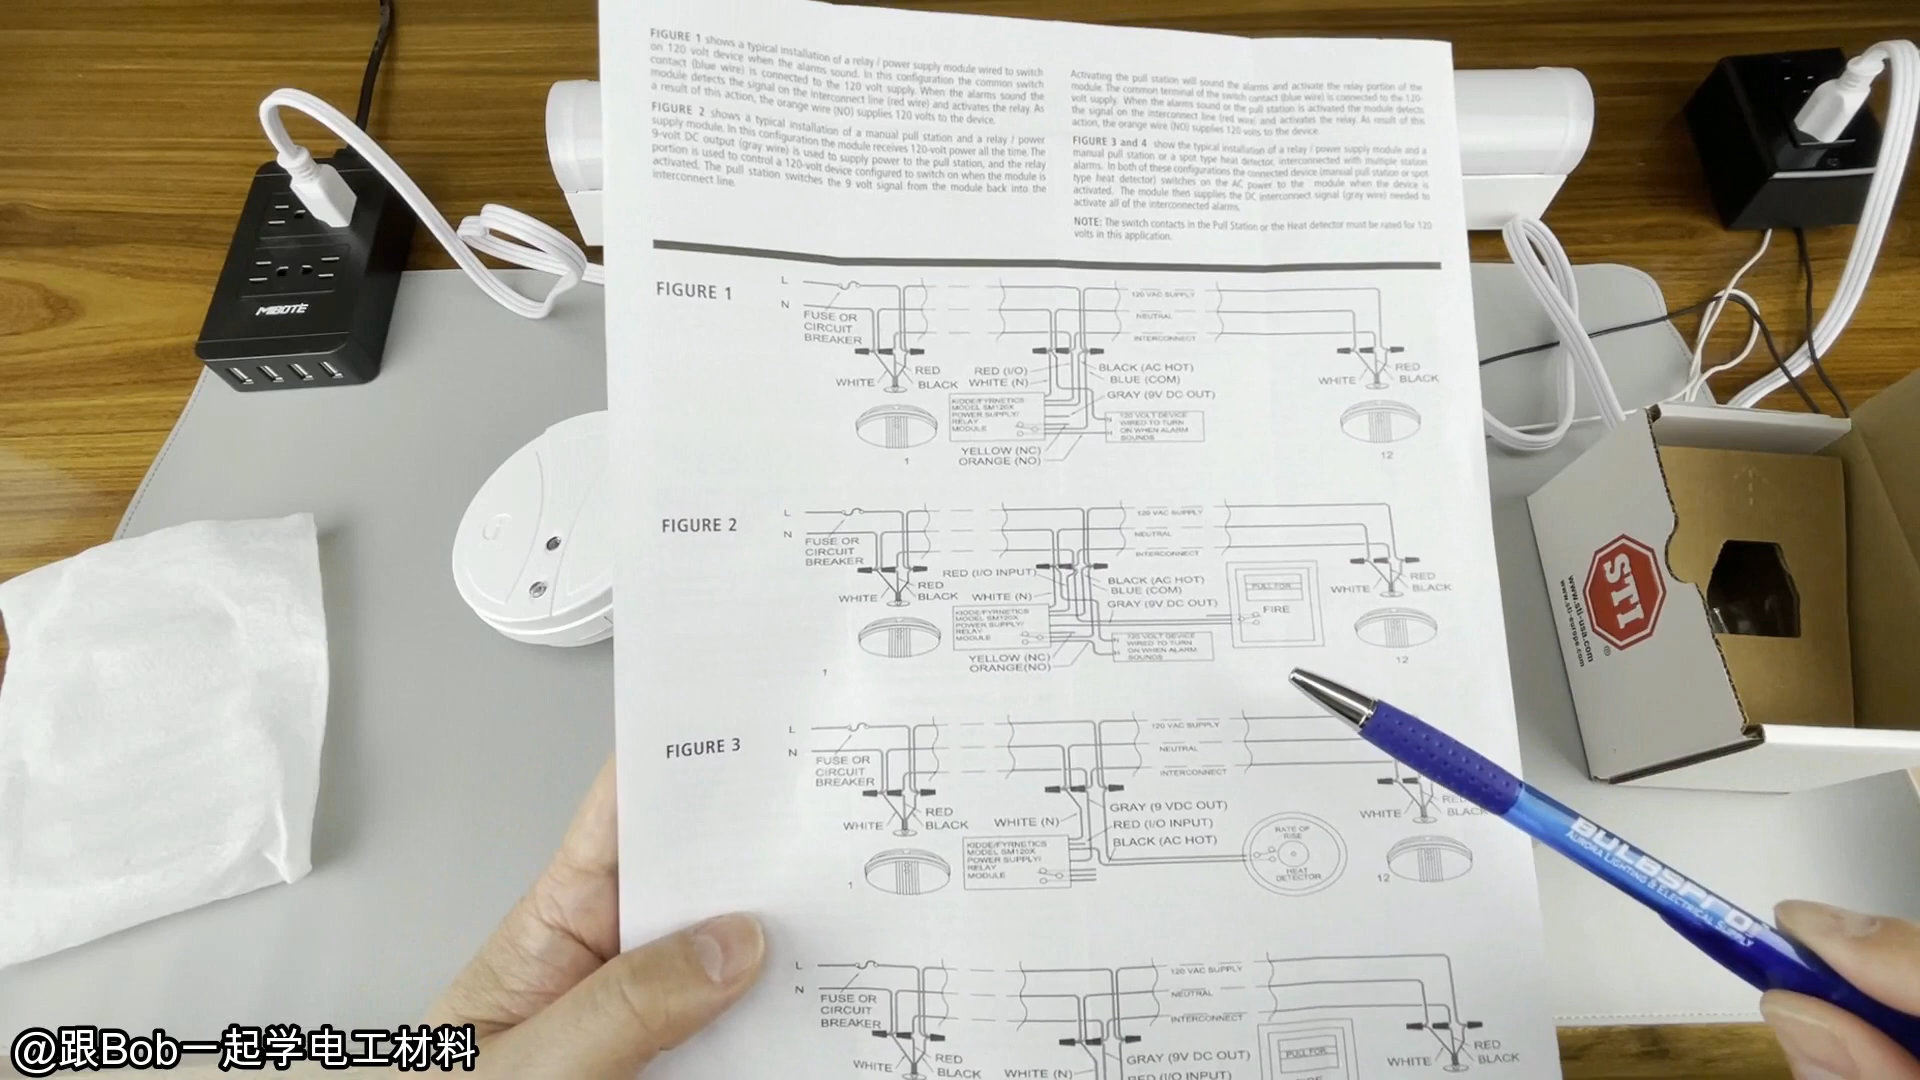 FIGURE 1 shows a typical installation of a relay / power supply module wired to switch
on 120 volt device when the alarms sound. In this configuration the common switch
contact (blue wire) is connected to the 120 volt supply. When the alarms sound the
module detects the signal on the interconnect line (red wire) and activates the relay. As
a result of this action, the orange wire (NO) supplies 120 volts to the device.
FIGURE 2 shows a typical installation of a manual pull station and a relay / power
supply module. In this configuration the module receives 120-volt power all the time. The
9-volt DC output (gray wire) is used to supply power to the pull station, and the relay
portion is used to control a 120-volt device configured to switch on when the module is
activated. The pull station switches the 9 volt signal from the module back into the
interconnect line.
Activating the pull station will sound the alarms and activate the relay portion of the
module. The common terminal of the switch contact (blue wire) is connected to the 120-
volt supply. When the alarms sound or the pull station is activated the module detects
the signal on the interconnect line (red wire) and activates the relay. As result of this
action, the orange wire (NO) supplies 120 volts to the device.
FIGURE 3 and 4 show the typical installation of a relay / power supply module and a
manual pull station or a spot type heat detector, interconnected with multiple station
alarms. In both of these configurations the connected device (manual pull station or spot
type heat detector) switches on the AC power to the module when the device is
activated. The module then supplies the DC interconnect signal (gray wire) needed to
activate all of the interconnected alarms.
NOTE: The switch contacts in the Pull Station or the Heat detector must be rated for 120
volts in this application.
FIGURE 1
L
N
FUSE OR
CIRCUIT
BREAKER
120 VAC SUPPLY
NEUTRAL
INTERCONNECT
WHITE
RED
BLACK
RED (I/O)
WHITE (N)
BLACK (AC HOT)
BLUE (COM)
GRAY (9V DC OUT)
KIDDE/FYRNETICS
MODEL SM120X
POWER SUPPLY/
RELAY
MODULE
120 VOLT DEVICE
WIRED TO TURN
ON WHEN ALARM
SOUNDS
YELLOW (NC)
ORANGE (NO)
WHITE
RED
BLACK
1
12
FIGURE 2
L
N
FUSE OR
CIRCUIT
BREAKER
120 VAC SUPPLY
NEUTRAL
INTERCONNECT
WHITE
RED
BLACK
RED (I/O INPUT)
WHITE (N)
BLACK (AC HOT)
BLUE (COM)
GRAY (9V DC OUT)
PULL FOR
FIRE
KIDDE/FYRNETICS
MODEL SM120X
POWER SUPPLY/
RELAY
MODULE
N
H
120 VOLT DEVICE
WIRED TO TURN
ON WHEN ALARM
SOUNDS
YELLOW (NC)
ORANGE(NO)
WHITE
RED
BLACK
1
12
FIGURE 3
L
N
FUSE OR
CIRCUIT
BREAKER
120 VAC SUPPLY
NEUTRAL
INTERCONNECT
WHITE
RED
BLACK
WHITE (N)
GRAY (9 VDC OUT)
RED (I/O INPUT)
BLACK (AC HOT)
KIDDE/FYRNETICS
MODEL SM120X
POWER SUPPLY/
RELAY
MODULE
RATE OF
RISE
HEAT
DETECTOR
WHITE
RED
BLACK
1
12
L
N
FUSE OR
CIRCUIT
BREAKER
120 VAC SUPPLY
NEUTRAL
INTERCONNECT
WHITE
RED
BLACK
WHITE (N)
GRAY (9V DC OUT)
RED (I/O INPUT)
PULL FOR
FIRE
WHITE
RED
BLACK
MIBOTE
STI
®
www.sti-usa.com
www.sti-europe.com
BULBSPRO
AURORA LIGHTING & ELECTRICAL SUPPLY
@跟Bob一起学电工材料